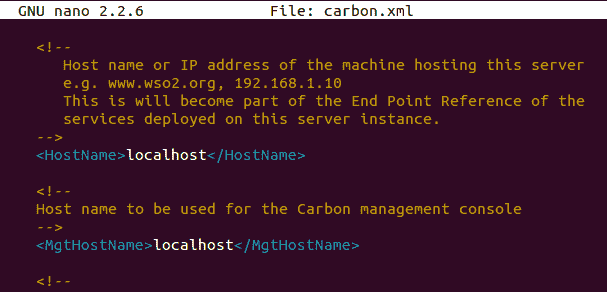 GNU nano 2.2.6 File: carbon.xml
<!--
Host name or IP address of the machine hosting this server
e.g. www.wso2.org, 192.168.1.10
This is will become part of the End Point Reference of the
services deployed on this server instance.
-->
<HostName>localhost</HostName>
<!--
Host name to be used for the Carbon management console
-->
<MgtHostName>localhost</MgtHostName>
<!--